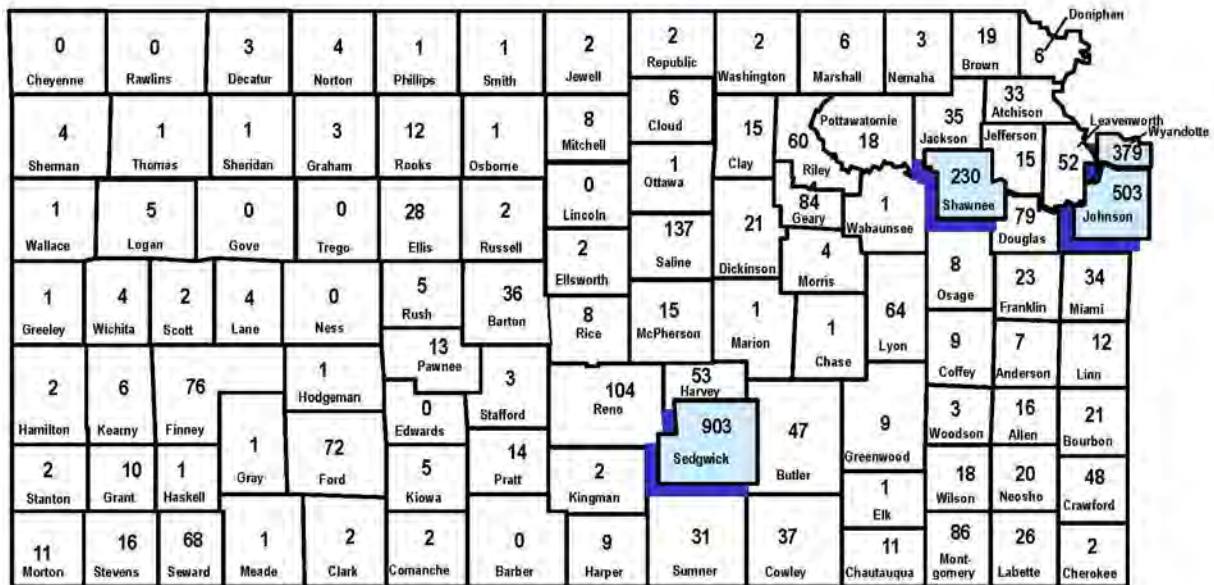 0
Cheyenne
0
Rawlins
3
Decatur
4
Norton
1
Phillips
1
Smith
2
Jewell
2
Republic
2
Washington
6
Marshall
3
Nemaha
19
Brown
Doniphan
6
4
Sherman
1
Thomas
1
Sheridan
3
Graham
12
Rooks
1
Osborne
8
Mitchell
6
Cloud
15
Clay
60
Riley
Pottawatomie
18
35
Jackson
33
Atchison
Jefferson
15
Leavenworth
52
Wyandotte
379
1
Wallace
5
Logan
0
Gove
0
Trego
28
Ellis
2
Russell
0
Lincoln
1
Ottawa
137
Saline
21
Dickinson
84
Geary
1
Wabaunsee
230
Shawnee
79
Douglas
503
Johnson
2
Ellsworth
4
Morris
1
Greeley
4
Wichita
2
Scott
4
Lane
0
Ness
5
Rush
36
Barton
8
Rice
15
McPherson
1
Marion
1
Chase
64
Lyon
8
Osage
23
Franklin
34
Miami
2
Hamilton
6
Kearny
76
Finney
1
Hodgeman
13
Pawnee
3
Stafford
104
Reno
53
Harvey
9
Coffey
7
Anderson
12
Linn
1
Gray
72
Ford
0
Edwards
14
Pratt
903
Sedgwick
47
Butler
9
Greenwood
3
Woodson
16
Allen
21
Bourbon
2
Stanton
10
Grant
1
Haskell
5
Kiowa
2
Kingman
1
Elk
18
Wilson
20
Neosho
48
Crawford
11
Morton
16
Stevens
68
Seward
1
Meade
2
Clark
2
Comanche
0
Barber
9
Harper
31
Sumner
37
Cowley
11
Chautauqua
86
Mont-
gomery
26
Labette
2
Cherokee